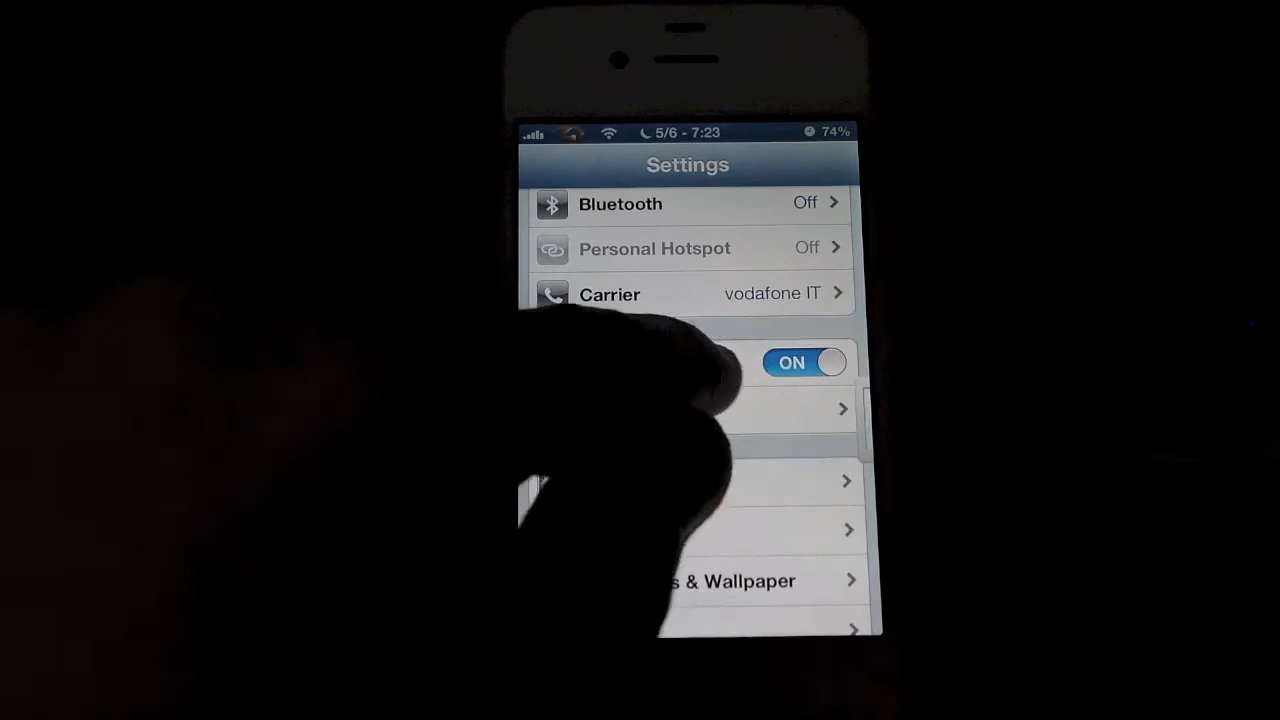 5/6 - 7:23 74%
Settings
Bluetooth Off
Personal Hotspot Off
Carrier vodafone IT
ON
& Wallpaper